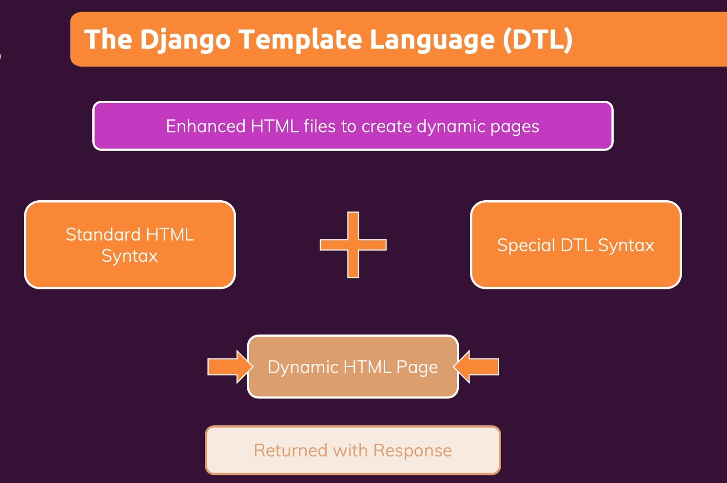 The Django Template Language (DTL)
Enhanced HTML files to create dynamic pages
Standard HTML
Syntax
Special DTL Syntax
Dynamic HTML Page
Returned with Response